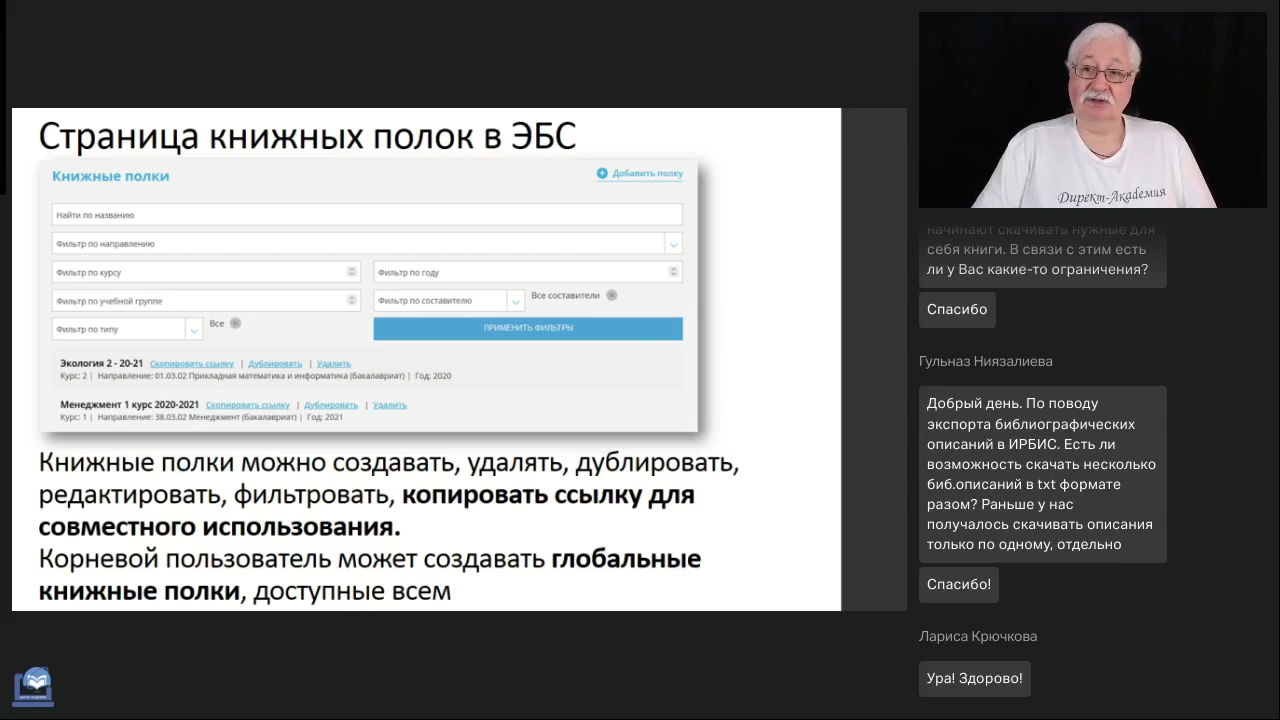 Страница книжных полок в ЭБС
Книжные полки
Добавить полку
Найти по названию
Фильтр по направлению
Фильтр по курсу
Фильтр по году
Фильтр по учебной группе
Фильтр по составителю
Все составители
Фильтр по типу
Все
ПРИМЕНИТЬ ФИЛЬТРЫ
Экология 2 - 20-21 Скопировать ссылку | Дублировать | Удалить
Курс: 2 | Направление: 01.03.02 Прикладная математика и информатика (бакалавриат) | Год: 2020
Менеджмент 1 курс 2020-2021 Скопировать ссылку | Дублировать | Удалить
Курс: 1 | Направление: 38.03.02 Менеджмент (бакалавриат) | Год: 2021
Книжные полки можно создавать, удалять, дублировать,
редактировать, фильтровать, копировать ссылку для
совместного использования.
Корневой пользователь может создавать глобальные
книжные полки, доступные всем
Директ-Академия
начинают скачивать нужные для
себя книги. В связи с этим есть
ли у Вас какие-то ограничения?
Спасибо
Гульназ Ниязалиева
Добрый день. По поводу
экспорта библиографических
описаний в ИРБИС. Есть ли
возможность скачать несколько
биб.описаний в txt формате
разом? Раньше у нас
получалось скачивать описания
только по одному, отдельно
Спасибо!
Лариса Крючкова
Ура! Здорово!